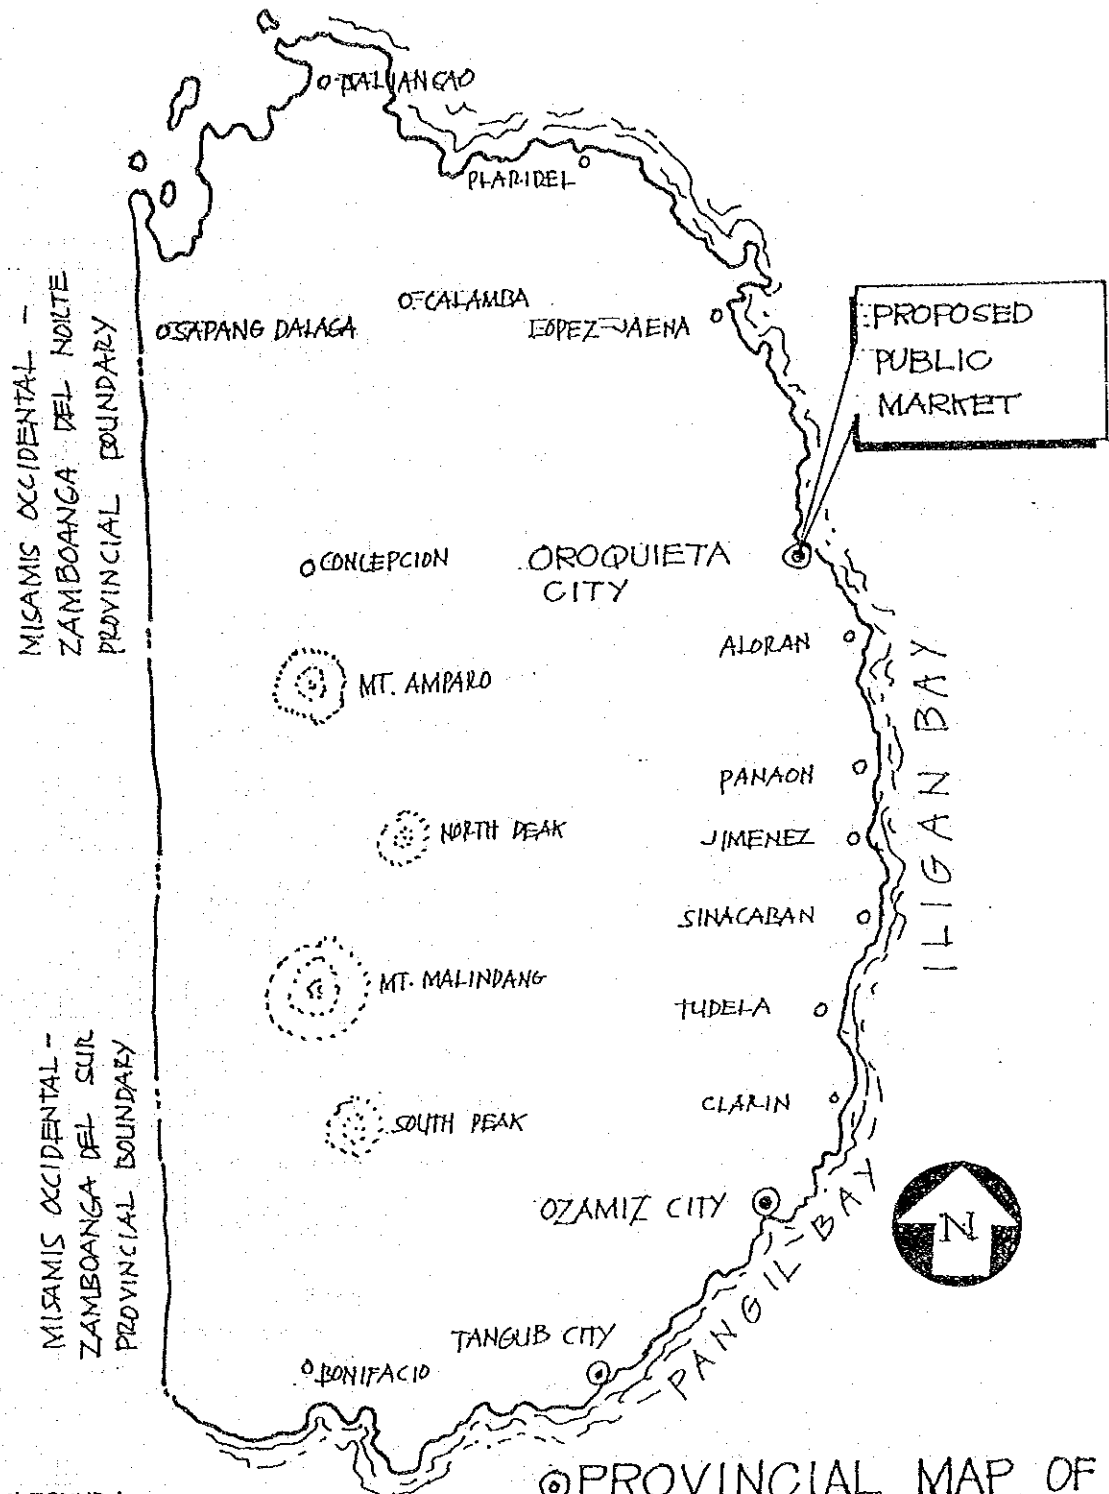 BALIANGAO
PLARIDEL
CALAMBA
SAPANG DALAGA
LOPEZ JAENA
PROPOSED
PUBLIC
MARKET
MISAMIS OCCIDENTAL -
ZAMBOANGA DEL NORTE
PROVINCIAL BOUNDARY
CONCEPCION
OROQUIETA
CITY
ALORAN
MT. AMPARO
ILIGAN BAY
PANAON
NORTH PEAK
JIMENEZ
SINACABAN
MT. MALINDANG
TUDELA
MISAMIS OCCIDENTAL -
ZAMBOANGA DEL SUR
PROVINCIAL BOUNDARY
CLARIN
SOUTH PEAK
OZAMIZ CITY
N
PANGIL BAY
TANGUB CITY
BONIFACIO
PROVINCIAL MAP OF